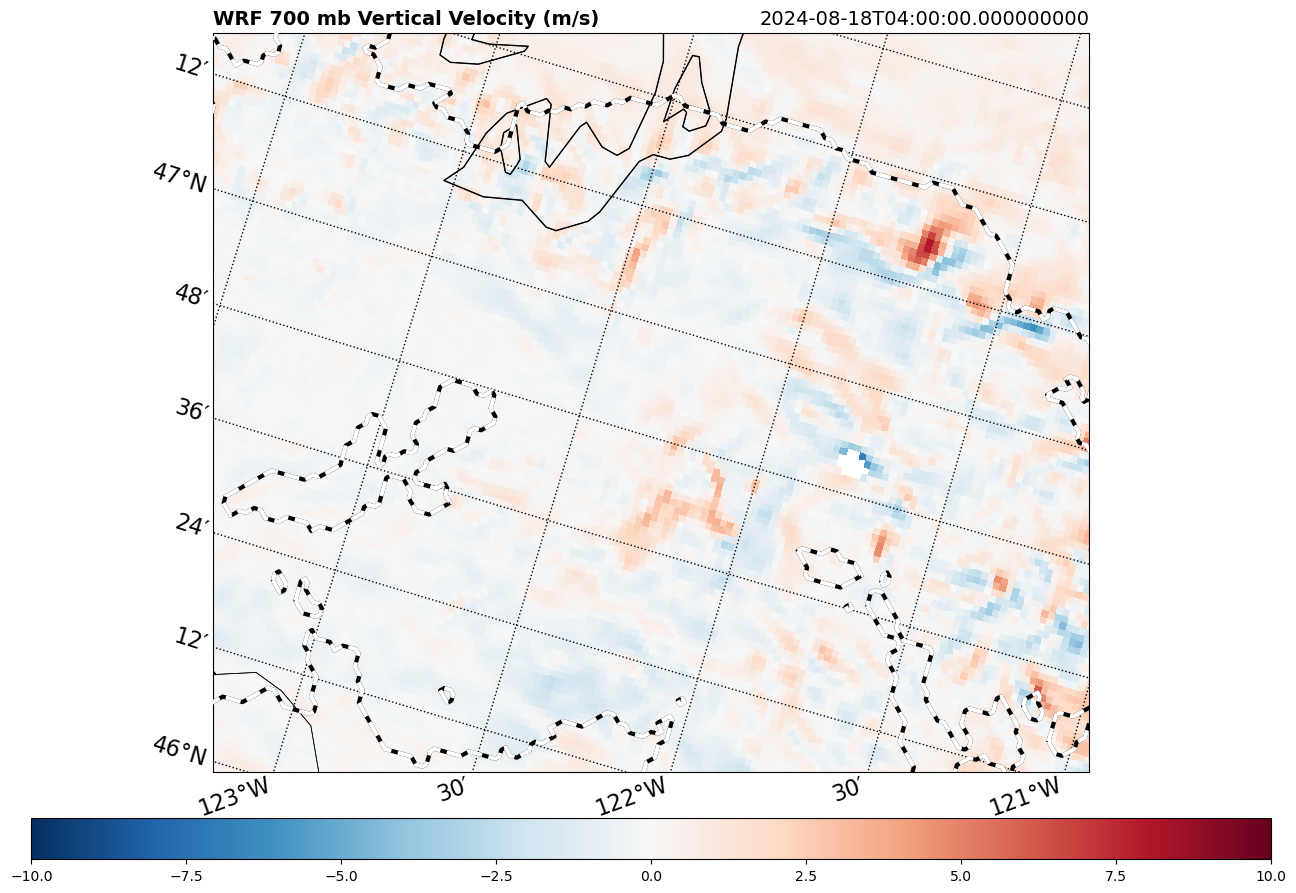 WRF 700 mb Vertical Velocity (m/s)
2024-08-18T04:00:00.000000000
12′
47°N
48′
36′
24′
12′
46°N
123°W
30′
122°W
30′
121°W
−10.0
−7.5
−5.0
−2.5
0.0
2.5
5.0
7.5
10.0